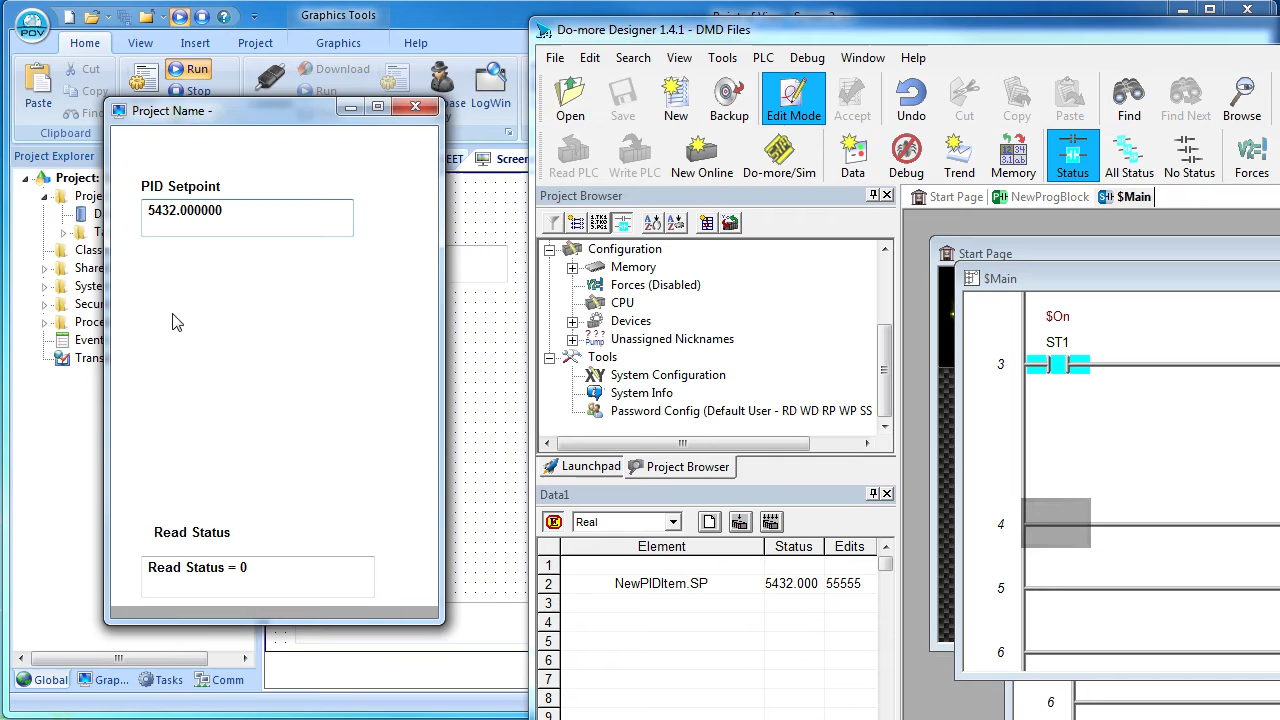 POV
Graphics Tools
Home
View
Insert
Project
Graphics
Help
Paste
Cut
Copy
Clipboard
Run
Stop
Download
Run
LogWin
Project Explorer
Project:
Global
Tasks
Comm
Project Name -
PID Setpoint
5432.000000
Read Status
Read Status = 0
Do-more Designer 1.4.1 - DMD Files
File Edit Search View Tools PLC Debug Window Help
Open Save New Backup Edit Mode Accept Undo Cut Copy Paste Find Find Next Browse
Read PLC Write PLC New Online Do-more/Sim Data Debug Trend Memory Status All Status No Status Forces
Project Browser
Configuration
Memory
Forces (Disabled)
CPU
Devices
Unassigned Nicknames
Tools
System Configuration
System Info
Password Config (Default User - RD WD RP WP SS
Launchpad
Project Browser
Data1
Real
Element Status Edits
1
2 NewPIDItem.SP 5432.000 55555
3
4
5
6
7
8
9
Start Page
NewProgBlock
$Main
Start Page
$Main
$On
ST1
3
4
5
6
6